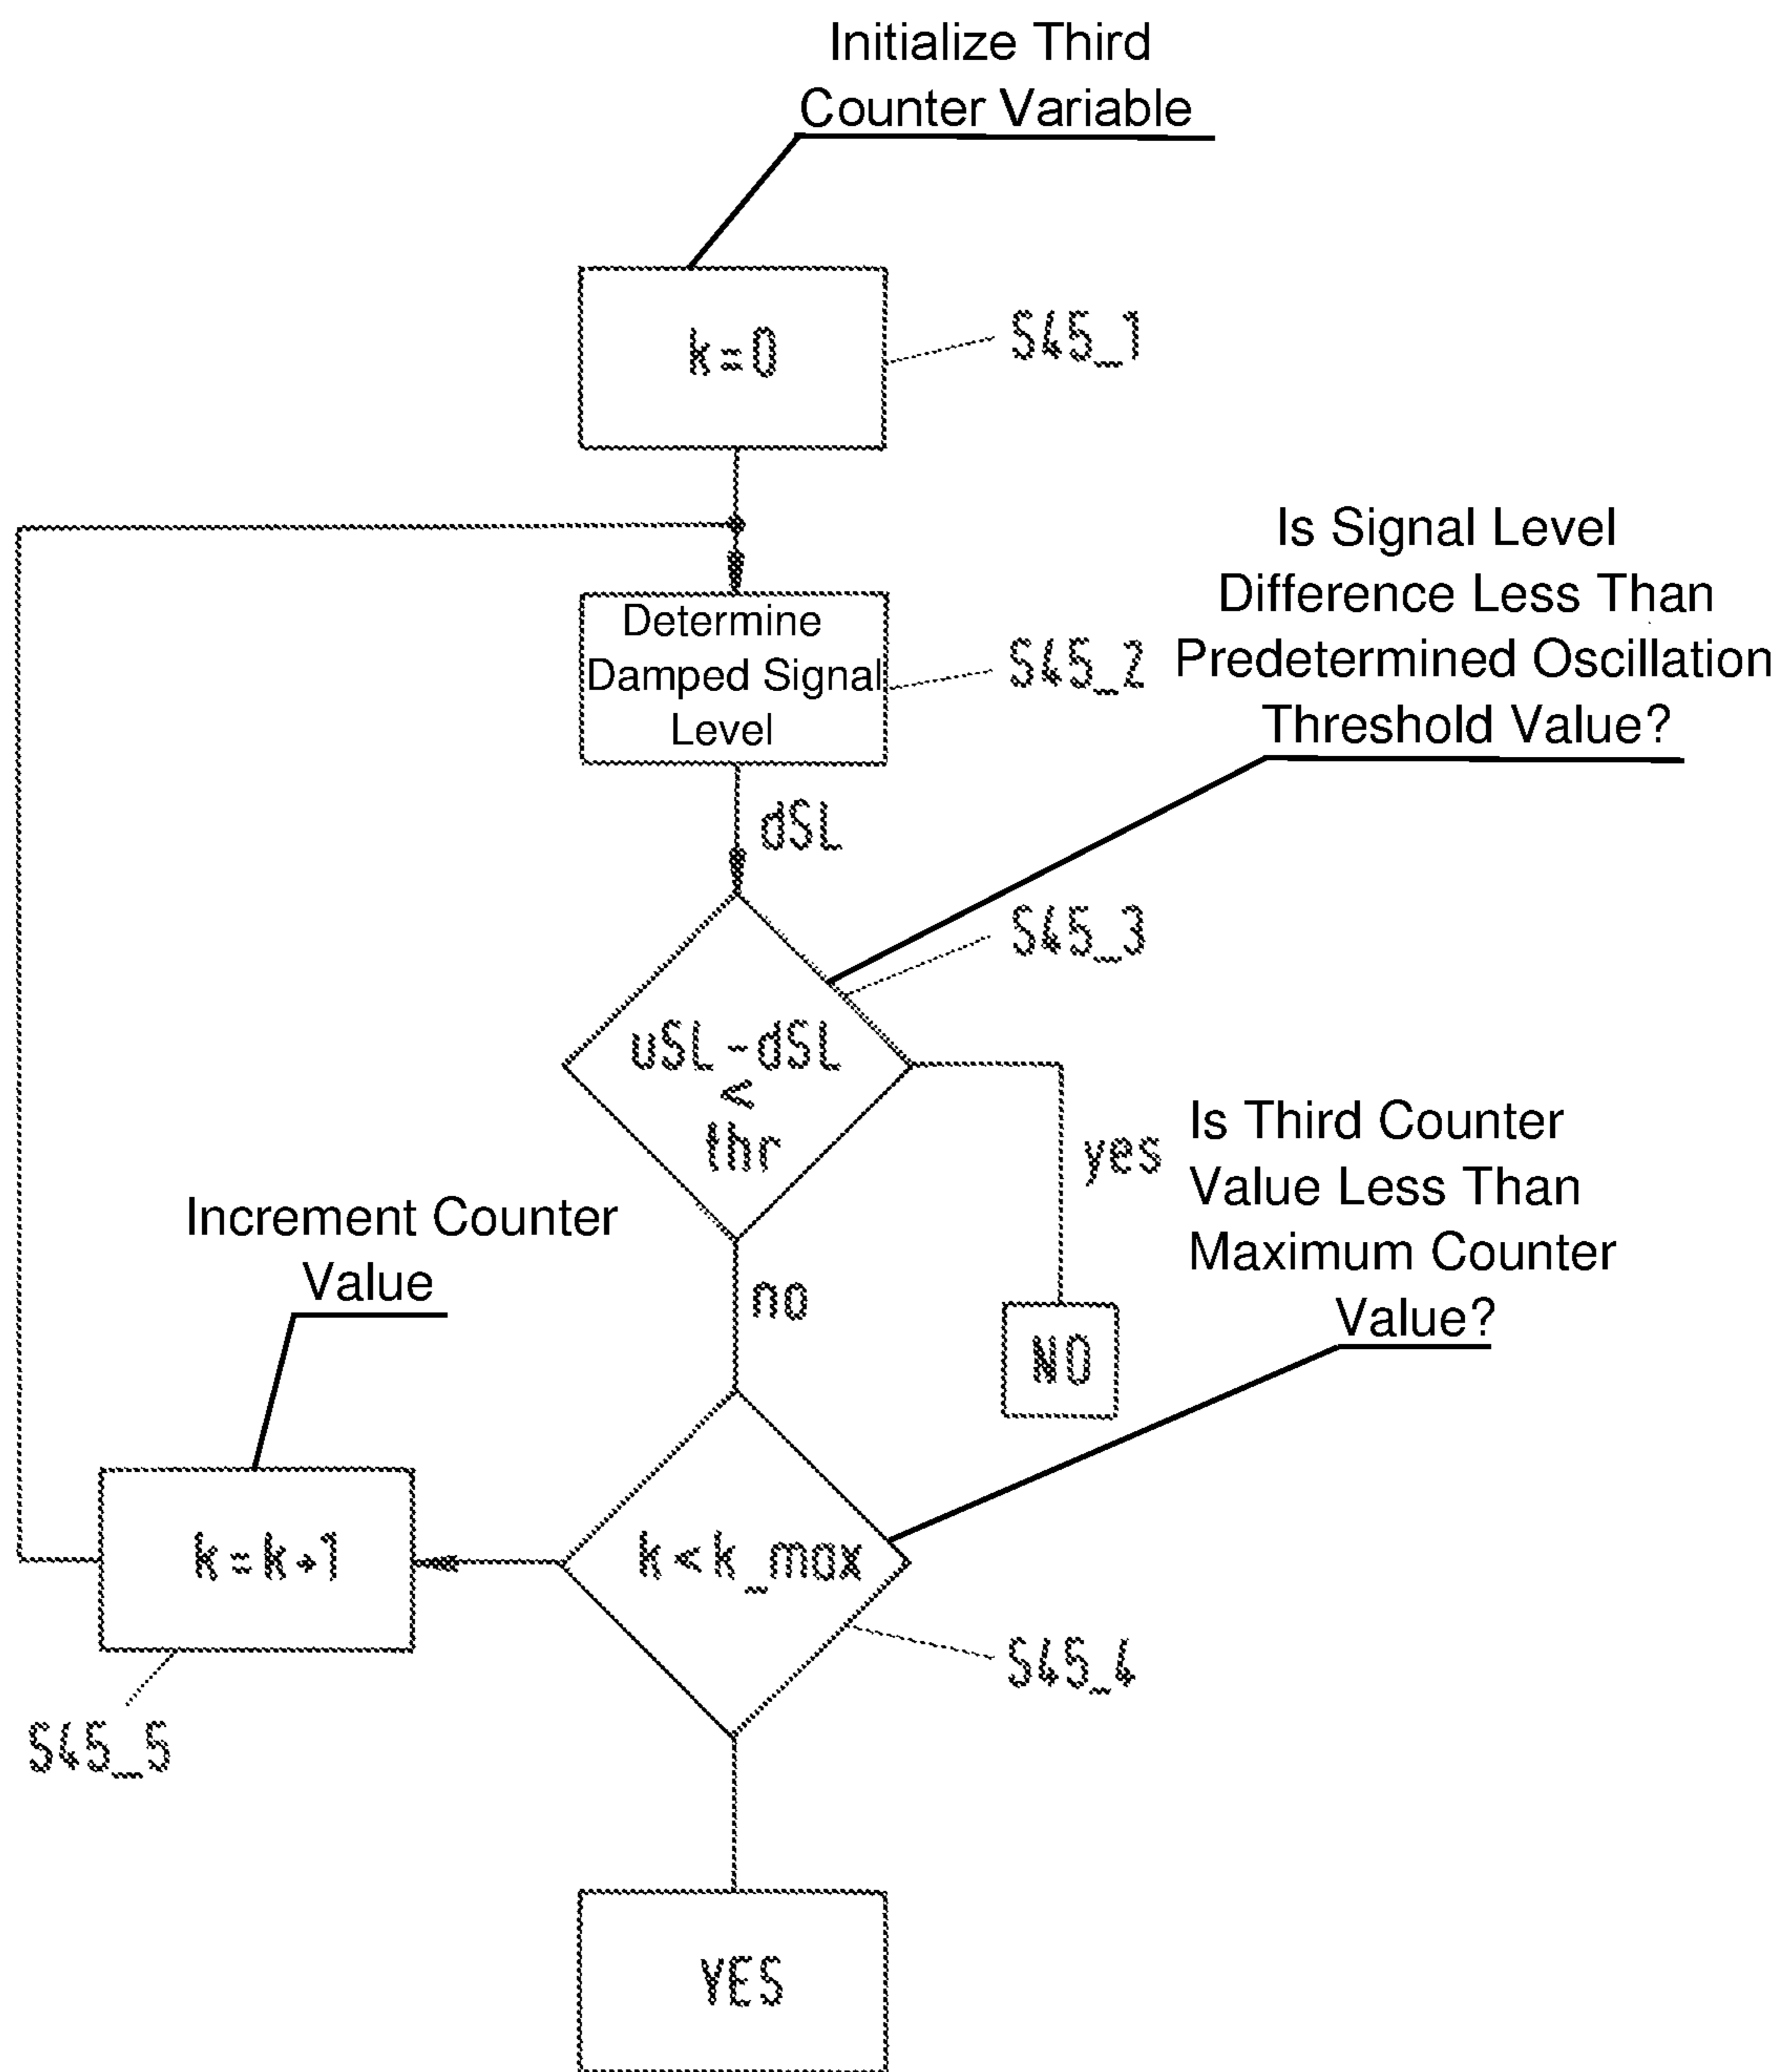 Initialize Third
Counter Variable
k=0
S45_1
Determine
Damped Signal
Level
S45_2
Is Signal Level
Difference Less Than
Predetermined Oscillation
Threshold Value?
dSL
S45_3
uSL-dSL
<
thr
yes
NO
no
Is Third Counter
Value Less Than
Maximum Counter
Value?
Increment Counter
Value
k=k+1
S45_5
k<k_max
S45_4
YES